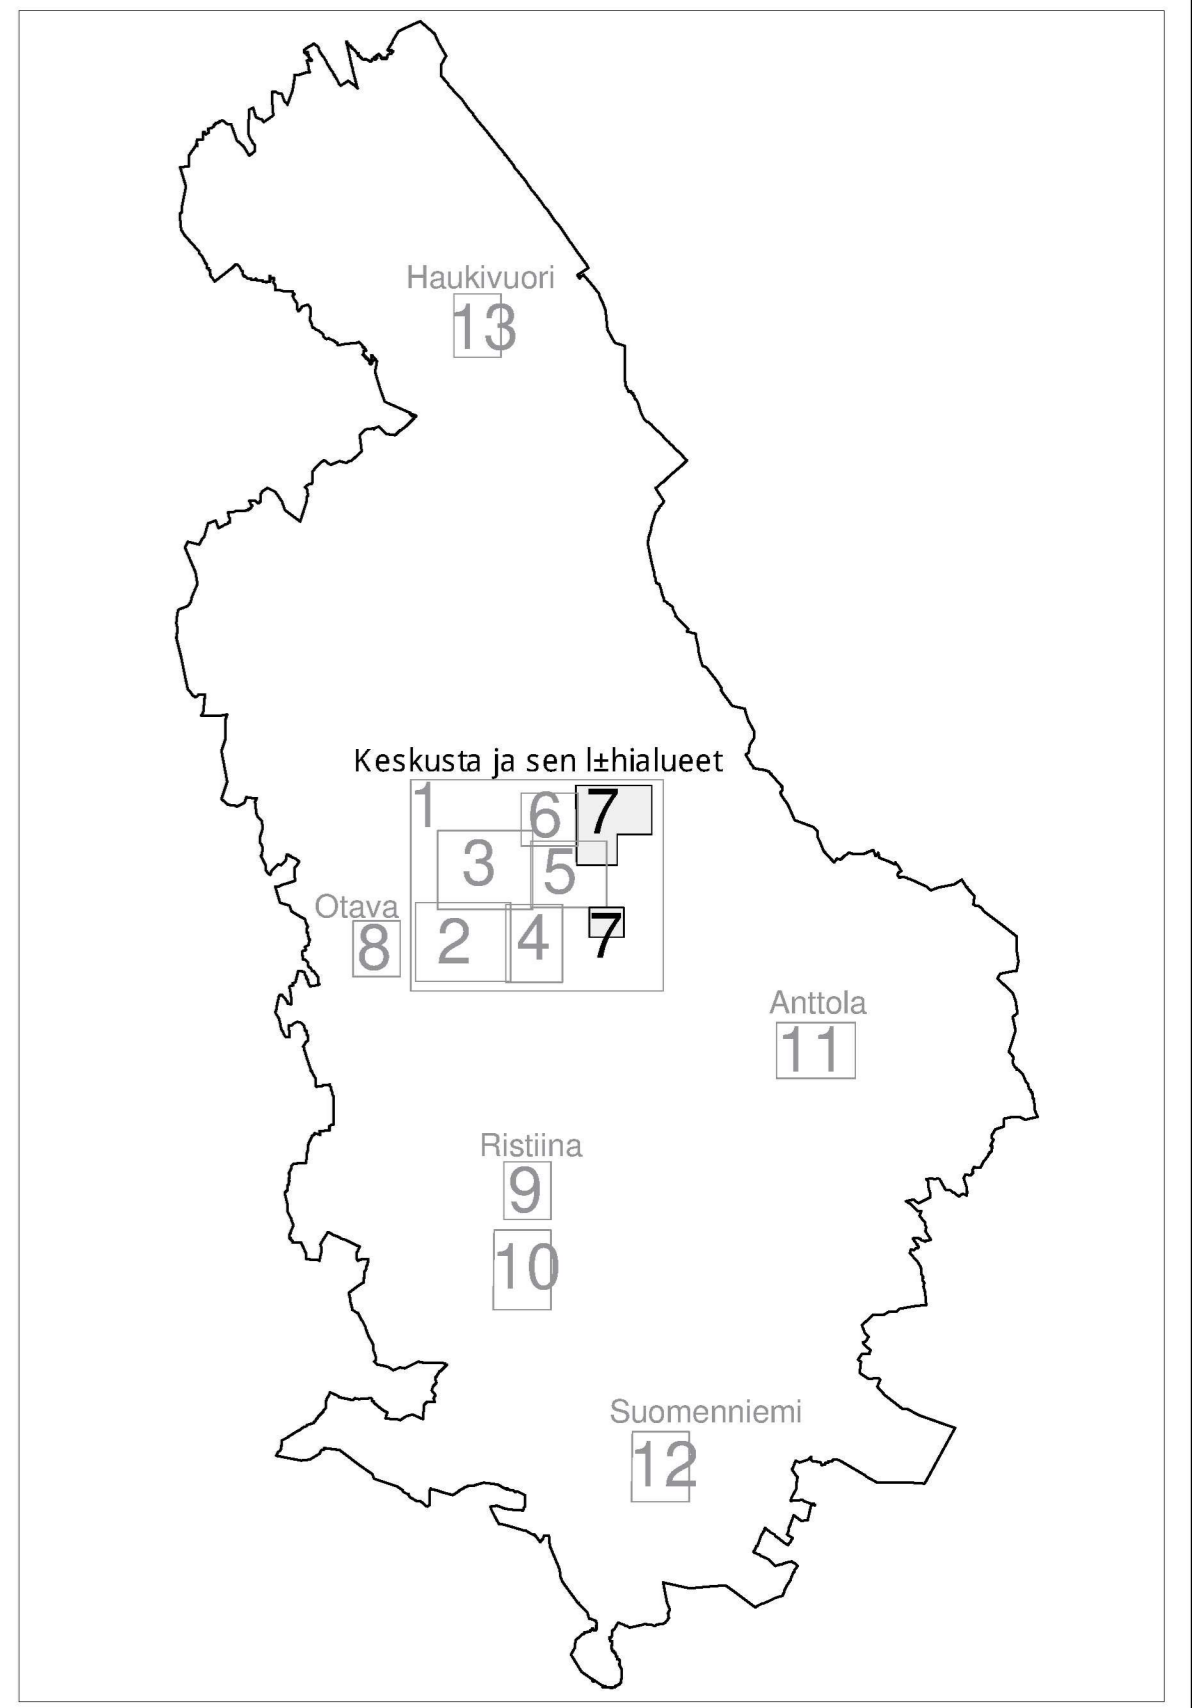 Haukivuori
13
Keskusta ja sen l±hialueet
1
6
7
3
5
Otava
8
2
4
7
Anttola
11
Ristiina
9
10
Suomenniemi
12